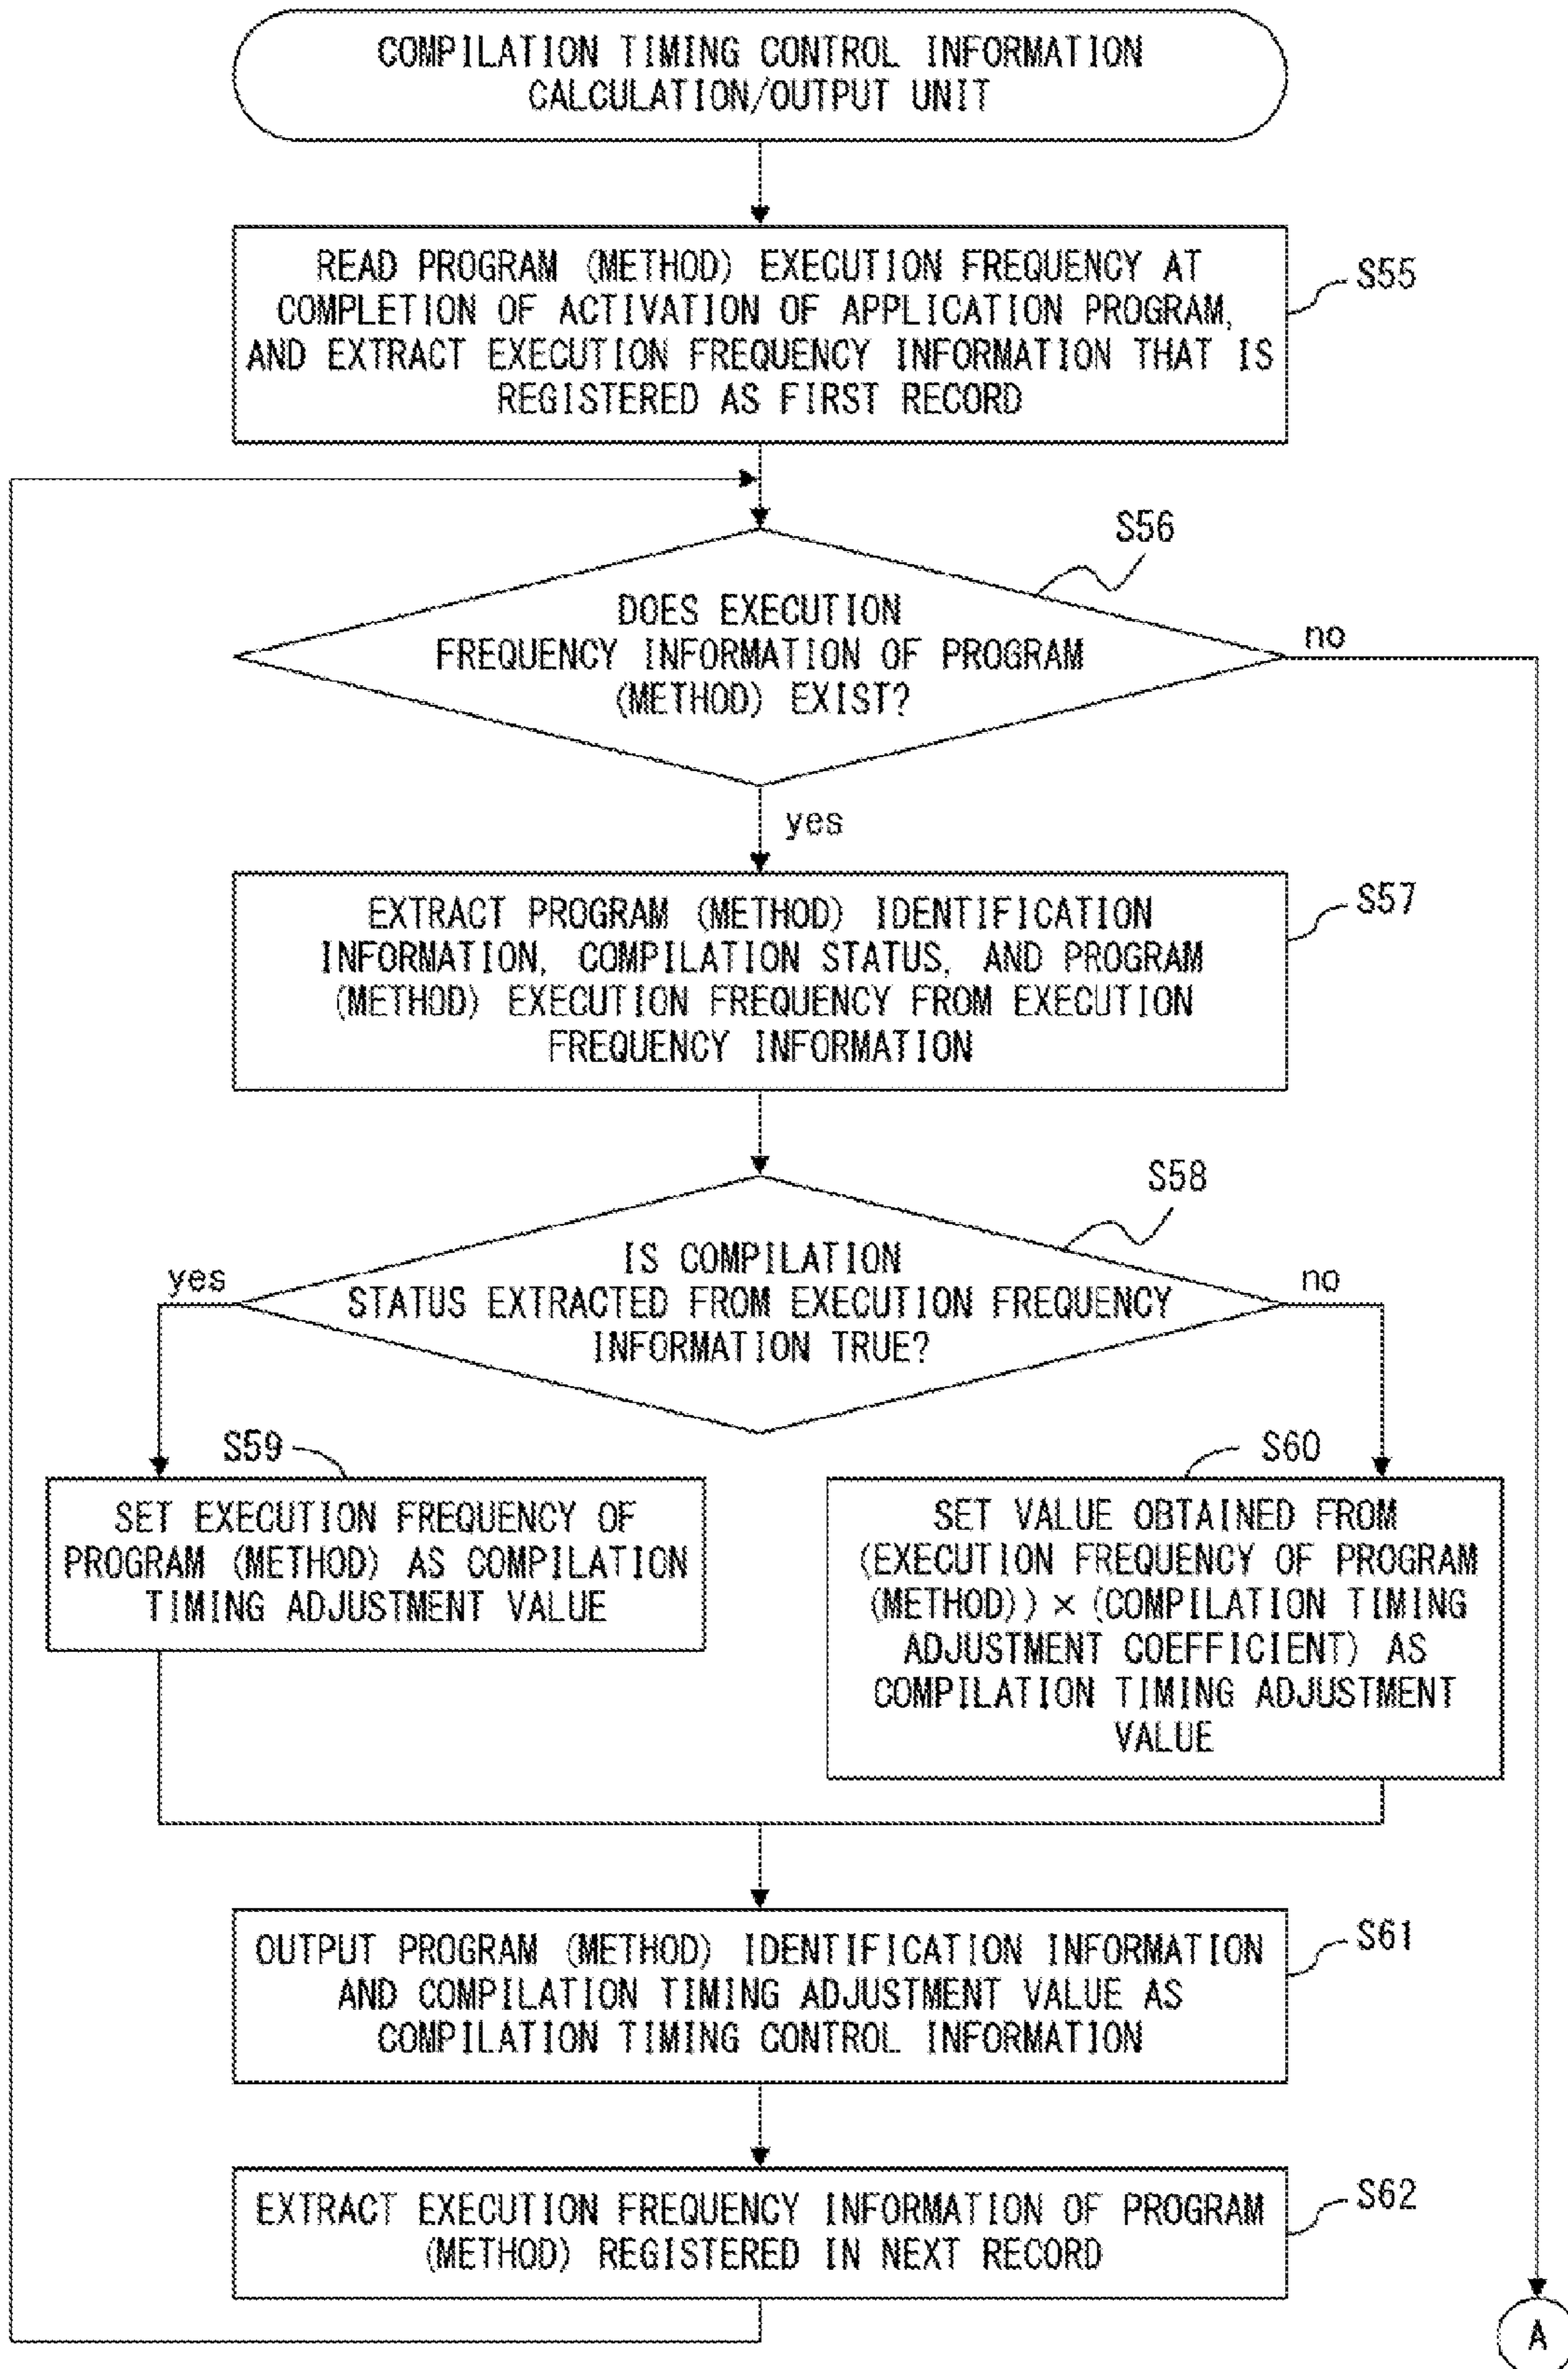 COMPILATION TIMING CONTROL INFORMATION
CALCULATION/OUTPUT UNIT
READ PROGRAM (METHOD) EXECUTION FREQUENCY AT
COMPLETION OF ACTIVATION OF APPLICATION PROGRAM,
AND EXTRACT EXECUTION FREQUENCY INFORMATION THAT IS
REGISTERED AS FIRST RECORD
S55
S56
DOES EXECUTION
FREQUENCY INFORMATION OF PROGRAM
(METHOD) EXIST?
no
yes
EXTRACT PROGRAM (METHOD) IDENTIFICATION
INFORMATION, COMPILATION STATUS, AND PROGRAM
(METHOD) EXECUTION FREQUENCY FROM EXECUTION
FREQUENCY INFORMATION
S57
S58
IS COMPILATION
STATUS EXTRACTED FROM EXECUTION FREQUENCY
INFORMATION TRUE?
yes
no
S59
SET EXECUTION FREQUENCY OF
PROGRAM (METHOD) AS COMPILATION
TIMING ADJUSTMENT VALUE
S60
SET VALUE OBTAINED FROM
(EXECUTION FREQUENCY OF PROGRAM
(METHOD)) × (COMPILATION TIMING
ADJUSTMENT COEFFICIENT) AS
COMPILATION TIMING ADJUSTMENT
VALUE
OUTPUT PROGRAM (METHOD) IDENTIFICATION INFORMATION
AND COMPILATION TIMING ADJUSTMENT VALUE AS
COMPILATION TIMING CONTROL INFORMATION
S61
EXTRACT EXECUTION FREQUENCY INFORMATION OF PROGRAM
(METHOD) REGISTERED IN NEXT RECORD
S62
A